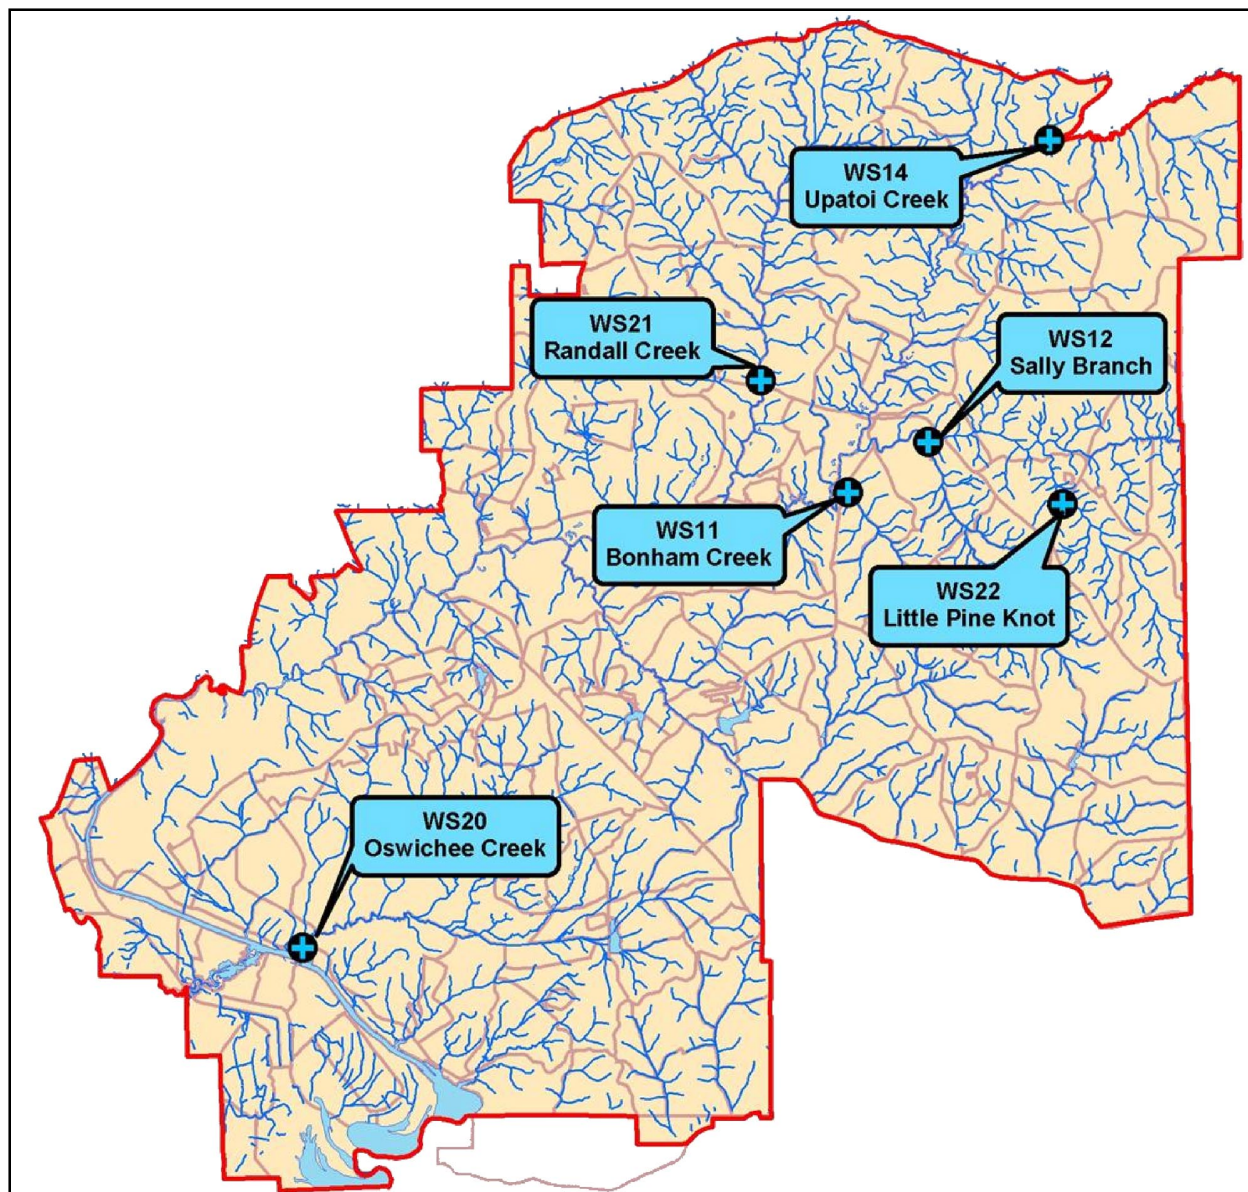 WS14
Upatoi Creek
WS21
Randall Creek
WS12
Sally Branch
WS11
Bonham Creek
WS22
Little Pine Knot
WS20
Oswichee Creek